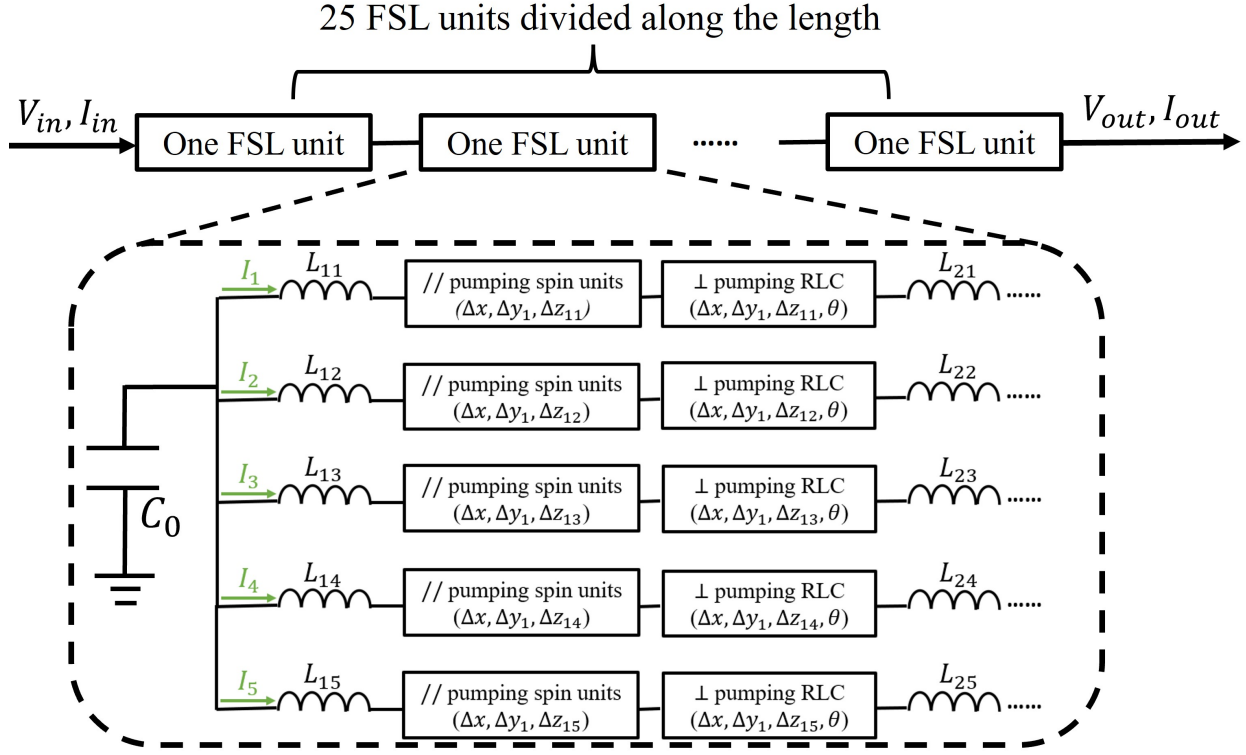 25 FSL units divided along the length
V_in, I_in
One FSL unit
One FSL unit
......
One FSL unit
V_out, I_out
I_1
L_11
// pumping spin units
(Δx, Δy_1, Δz_11)
⊥ pumping RLC
(Δx, Δy_1, Δz_11, θ)
L_21
......
I_2
L_12
// pumping spin units
(Δx, Δy_1, Δz_12)
⊥ pumping RLC
(Δx, Δy_1, Δz_12, θ)
L_22
......
I_3
L_13
// pumping spin units
(Δx, Δy_1, Δz_13)
⊥ pumping RLC
(Δx, Δy_1, Δz_13, θ)
L_23
......
C_0
I_4
L_14
// pumping spin units
(Δx, Δy_1, Δz_14)
⊥ pumping RLC
(Δx, Δy_1, Δz_14, θ)
L_24
......
I_5
L_15
// pumping spin units
(Δx, Δy_1, Δz_15)
⊥ pumping RLC
(Δx, Δy_1, Δz_15, θ)
L_25
......